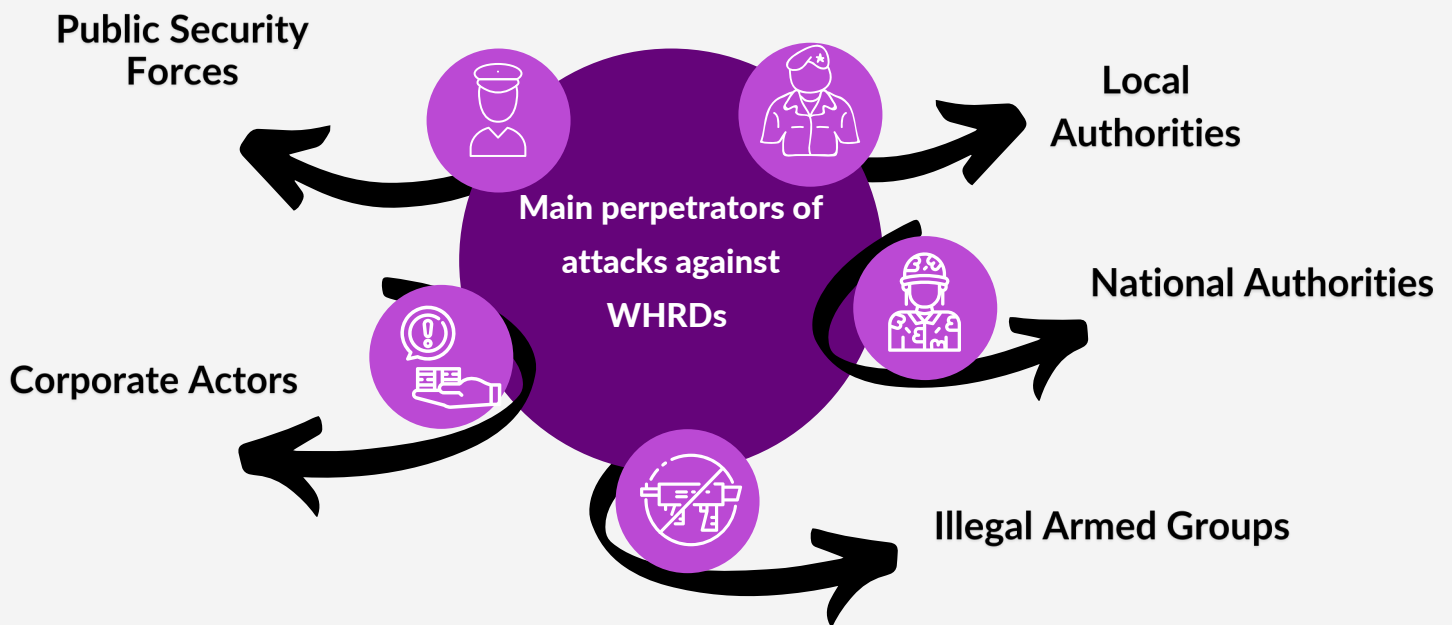 Public Security
Forces
Local
Authorities
Main perpetrators of
attacks against
WHRDs
National Authorities
Corporate Actors
Illegal Armed Groups